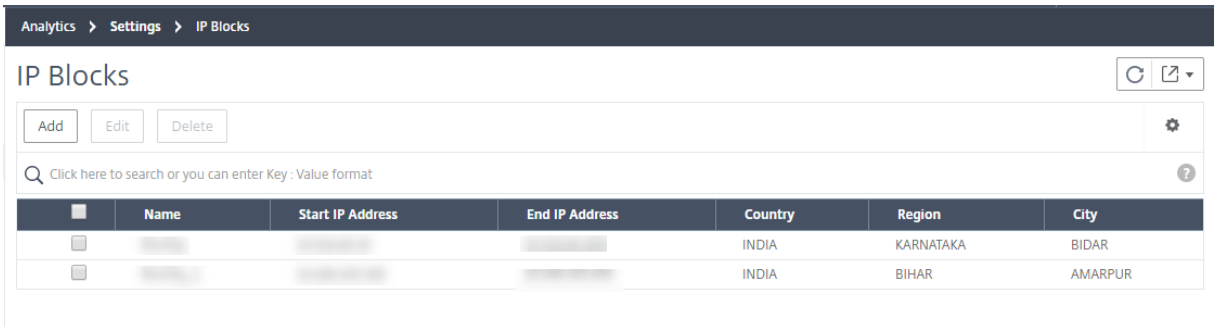 Analytics > Settings > IP Blocks
IP Blocks
Add Edit Delete
Click here to search or you can enter Key : Value format ?
Name Start IP Address End IP Address Country Region City
INDIA KARNATAKA BIDAR
INDIA BIHAR AMARPUR